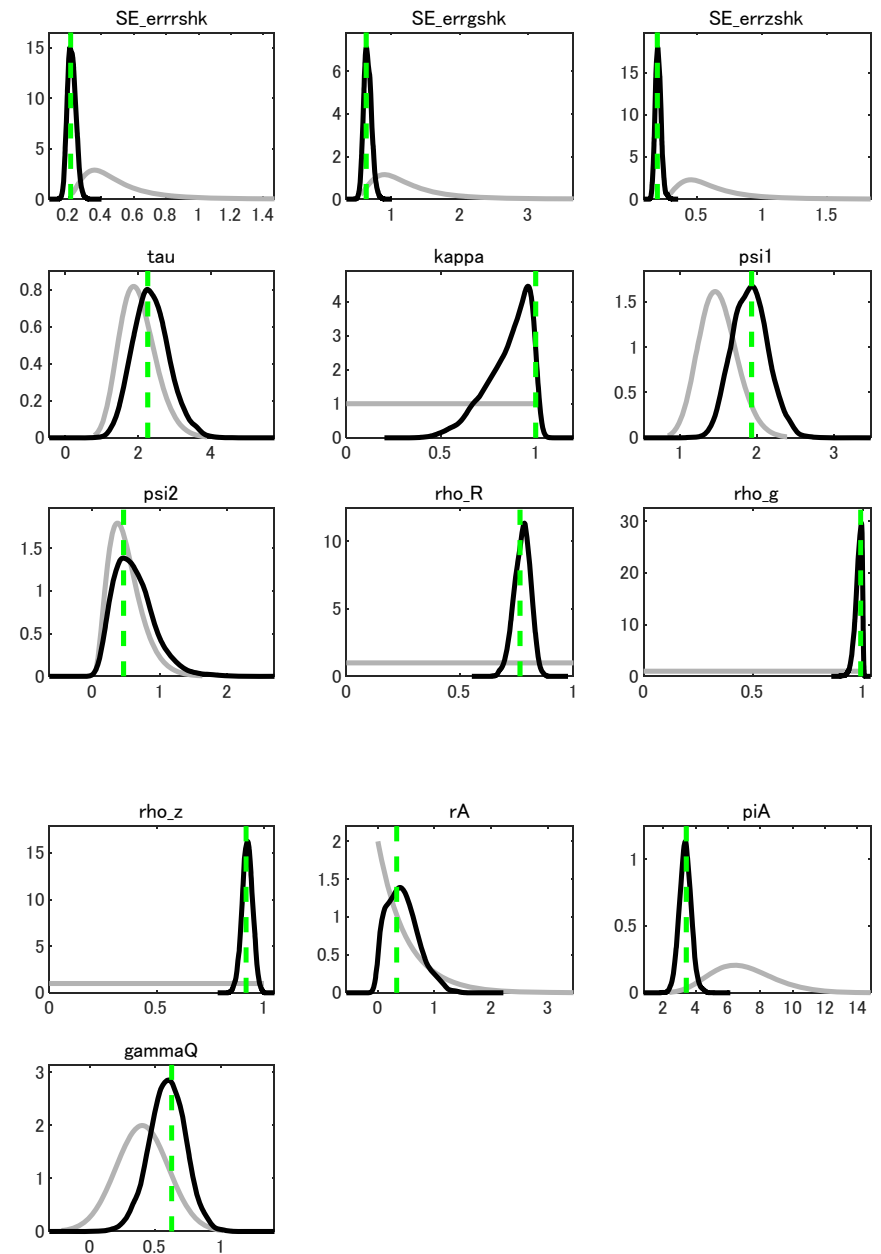 SE_errrshk SE_errgshk SE_errzshk
15 10 5 0
0.2 0.4 0.6 0.8 1 1.2 1.4
6 4 2 0
1 2 3
15 10 5 0
0.5 1 1.5
tau kappa psi1
0.8 0.6 0.4 0.2 0
0 2 4
4 3 2 1 0
0.5 1
1.5 1 0.5 0
1 2 3
psi2 rho_R rho_g
1.5 1 0.5 0
0 1 2
10 5 0
0 0.5 1
30 20 10 0
0 0.5 1
rho_z rA piA
15 10 5 0
0 0.5 1
2 1.5 1 0.5 0
0 1 2 3
1 0.5 0
2 4 6 8 10 12 14
gammaQ
3 2 1 0
0 0.5 1